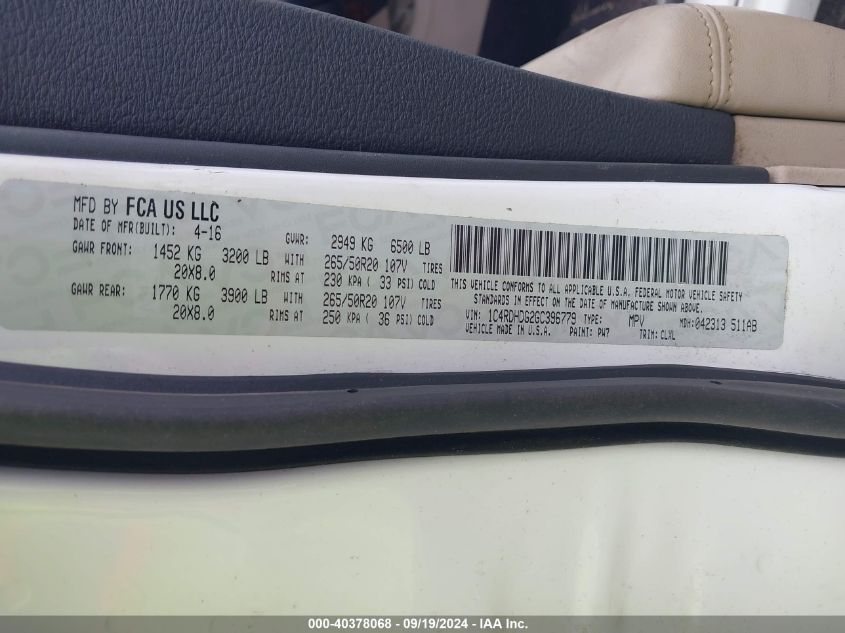 MFD BY FCA US LLC
DATE OF MFR(BUILT): 4-16 GVWR: 2949 KG 6500 LB
GAWR FRONT: 1452 KG 3200 LB WITH 265/50R20 107V TIRES
20X8.0 RIMS AT 230 KPA ( 33 PSI) COLD
GAWR REAR: 1770 KG 3900 LB WITH 265/50R20 107V TIRES
20X8.0 RIMS AT 250 KPA ( 36 PSI) COLD
THIS VEHICLE CONFORMS TO ALL APPLICABLE U.S.A. FEDERAL MOTOR VEHICLE SAFETY
STANDARDS IN EFFECT ON THE DATE OF MANUFACTURE SHOWN ABOVE.
VIN: 1C4RDHDG2GC396779 TYPE: MPV MDH:042313 511AB
VEHICLE MADE IN U.S.A. PAINT: PW7 TRIM: CLXL
000-40378068 - 09/19/2024 - IAA Inc.